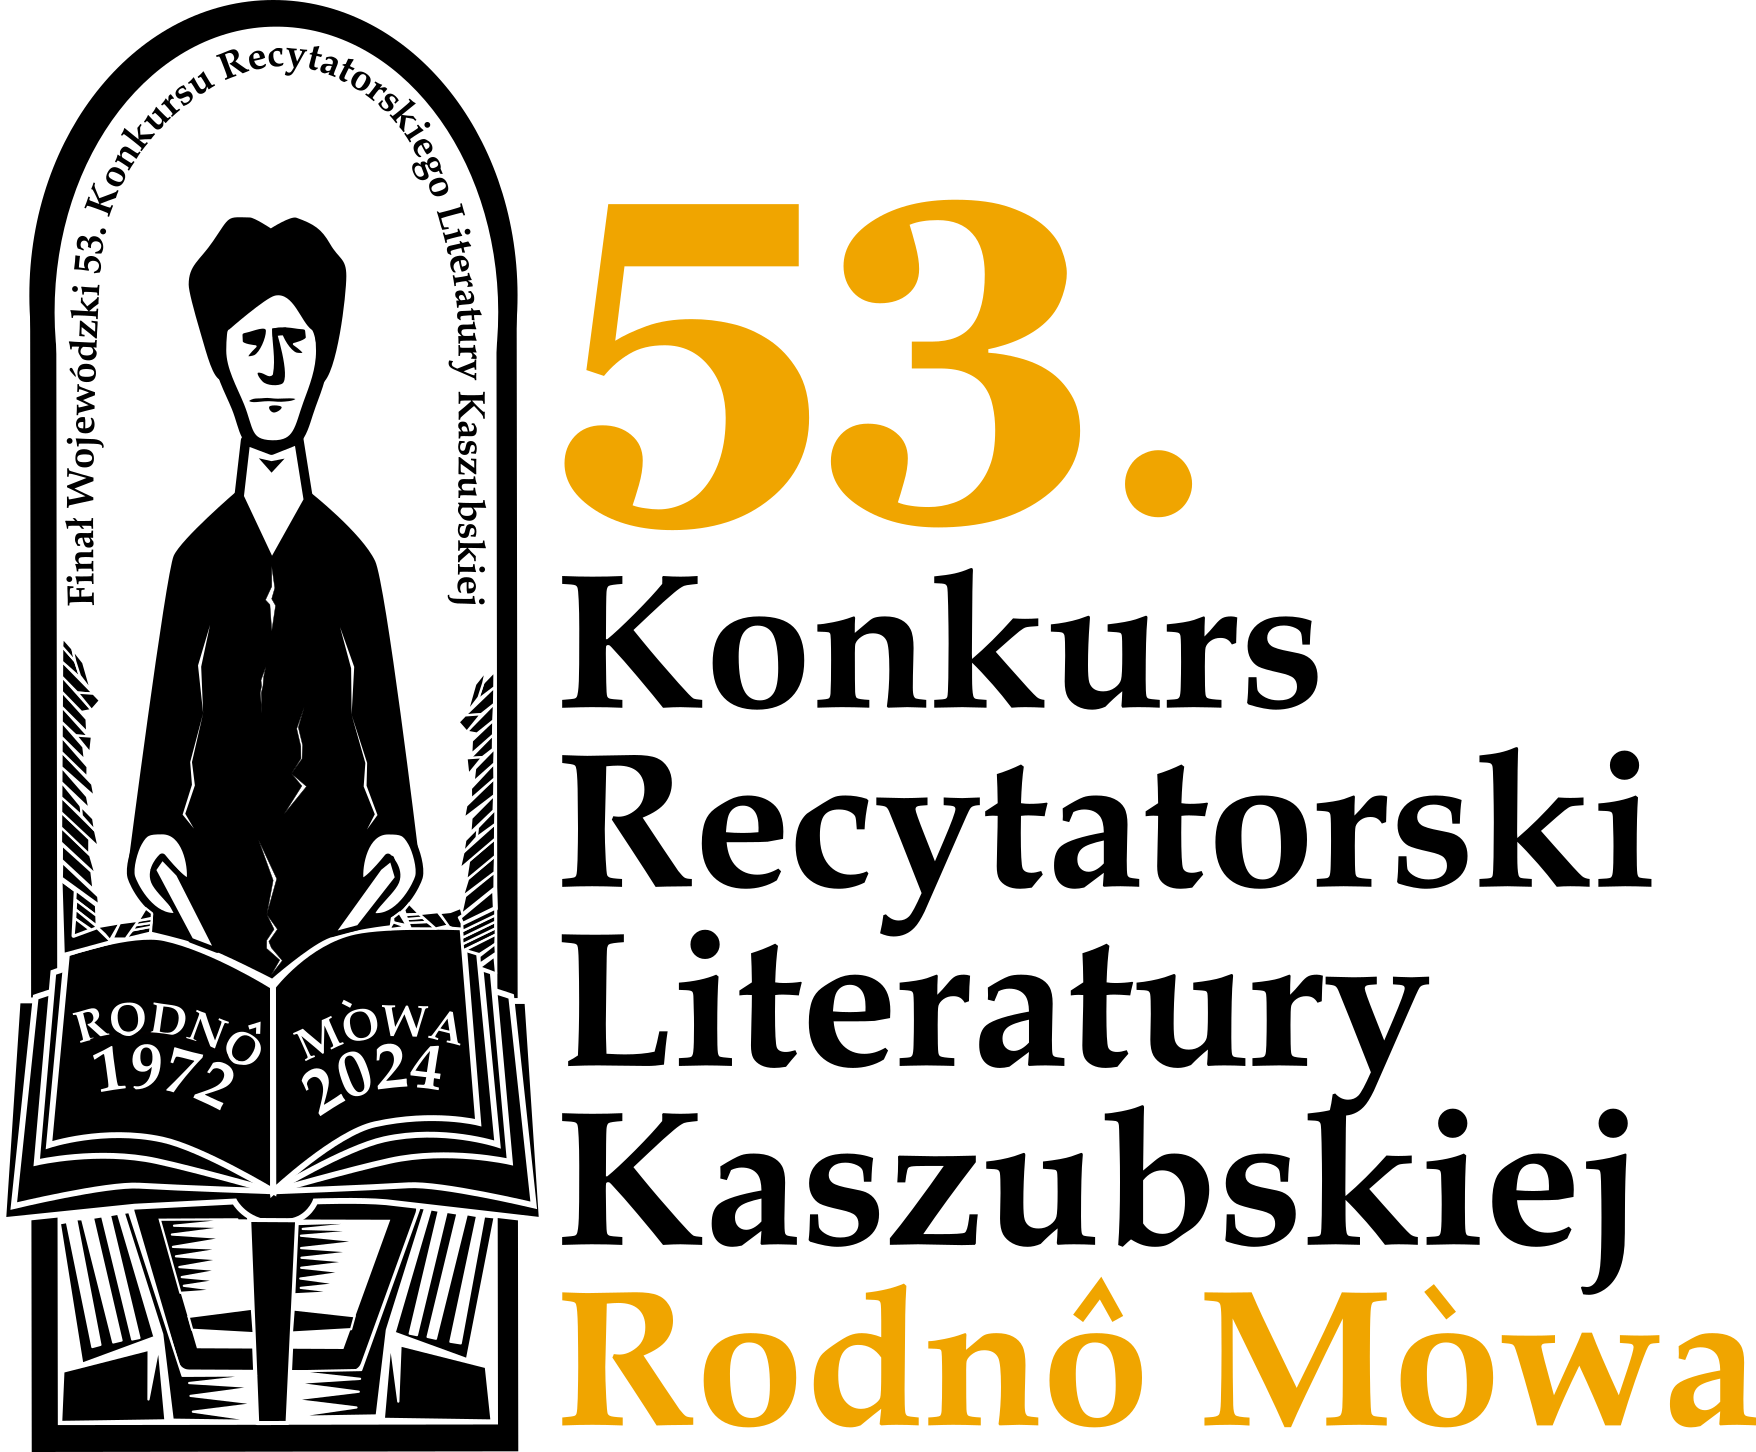 Finał Wojewódzki 53. Konkursu Recytatorskiego Literatury Kaszubskiej
RODNÔ MÒWA
1972 2024
53.
Konkurs
Recytatorski
Literatury
Kaszubskiej
Rodnô Mòwa